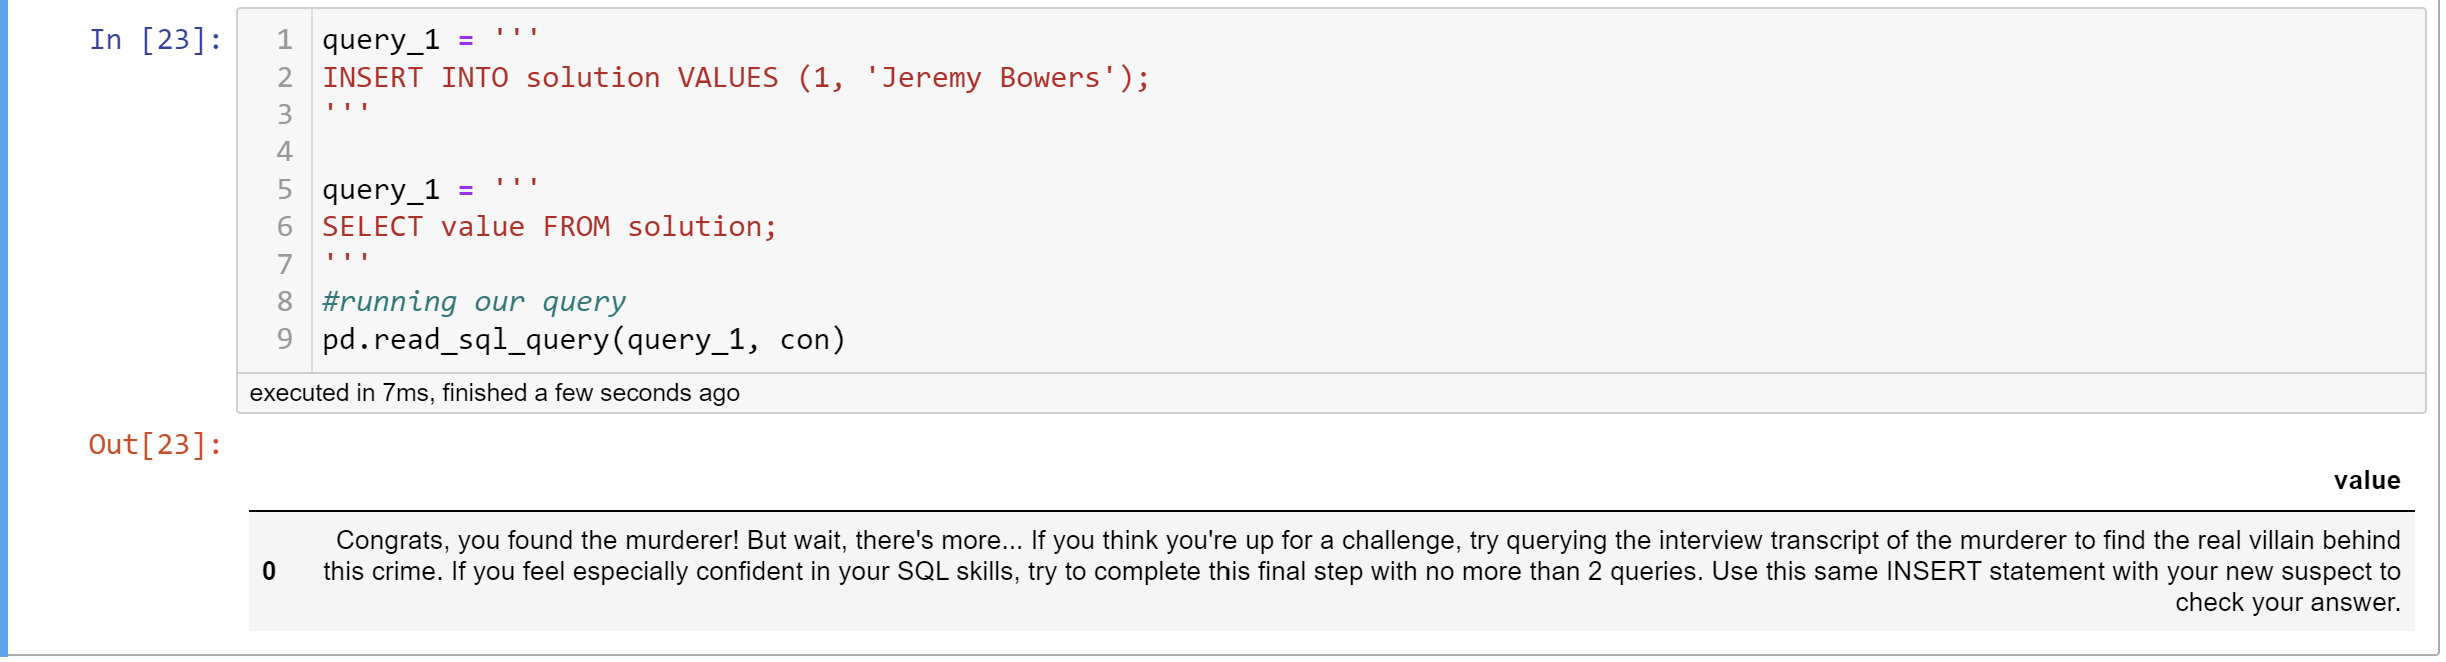 In [23]:
1 query_1 = '''
2 INSERT INTO solution VALUES (1, 'Jeremy Bowers');
3 '''
4
5 query_1 = '''
6 SELECT value FROM solution;
7 '''
8 #running our query
9 pd.read_sql_query(query_1, con)
executed in 7ms, finished a few seconds ago
Out[23]:
value
Congrats, you found the murderer! But wait, there's more... If you think you're up for a challenge, try querying the interview transcript of the murderer to find the real villain behind
0 this crime. If you feel especially confident in your SQL skills, try to complete this final step with no more than 2 queries. Use this same INSERT statement with your new suspect to
check your answer.